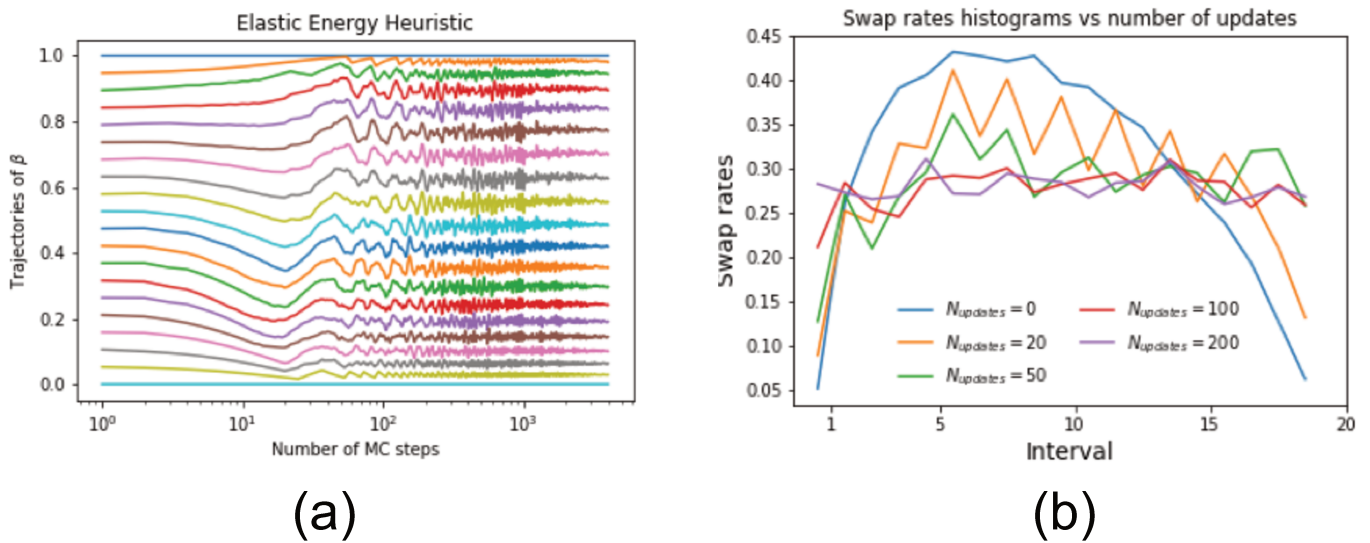 Elastic Energy Heuristic
Trajectories of β
1.0
0.8
0.6
0.4
0.2
0.0
10⁰ 10¹ 10² 10³
Number of MC steps
(a)
Swap rates histograms vs number of updates
Swap rates
0.45
0.40
0.35
0.30
0.25
0.20
0.15
0.10
0.05
N_updates = 0
N_updates = 20
N_updates = 50
N_updates = 100
N_updates = 200
1 5 10 15 20
Interval
(b)